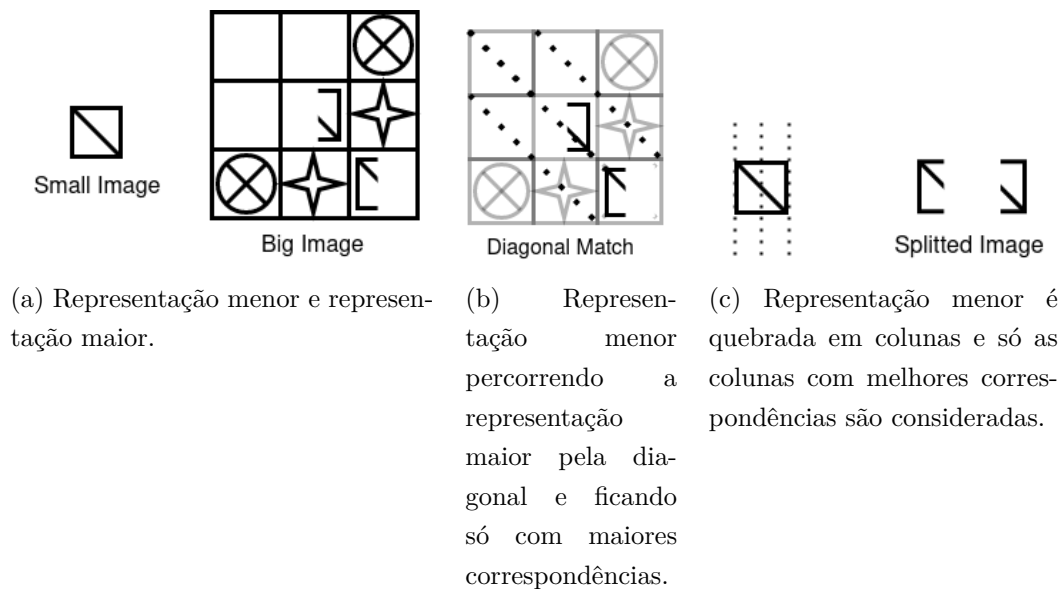 Small Image
Big Image
Diagonal Match
Splitted Image
(a) Representação menor e represen-
tação maior.
(b) Represen-
tação menor
percorrendo a
representação
maior pela dia-
gonal e ficando
só com maiores
correspondências.
(c) Representação menor é
quebrada em colunas e só as
colunas com melhores corres-
pondências são consideradas.